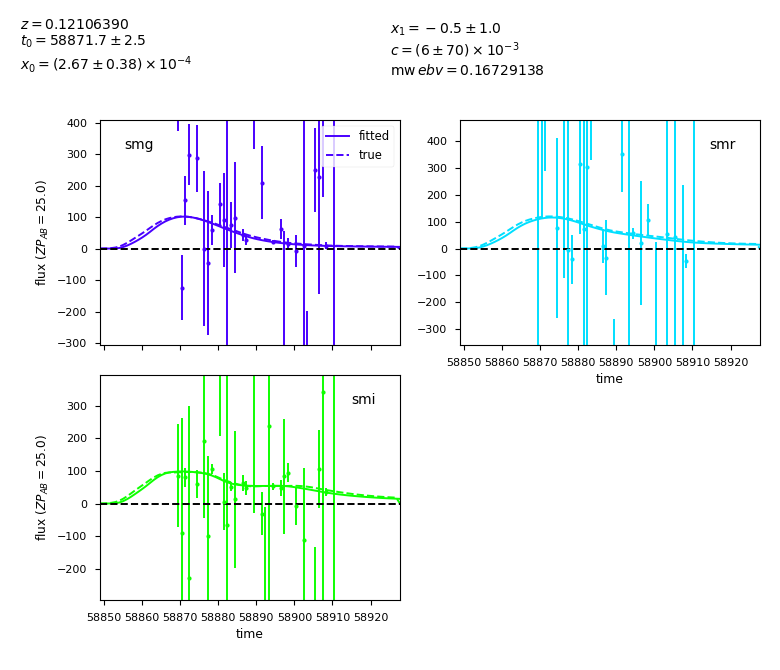 z = 0.12106390
t₀ = 58871.7 ± 2.5
x₀ = (2.67 ± 0.38) × 10⁻⁴
x₁ = −0.5 ± 1.0
c = (6 ± 70) × 10⁻³
mw ebv = 0.16729138
smg
fitted
true
400
300
200
100
0
−100
−200
−300
flux (ZP_AB = 25.0)
smr
400
300
200
100
0
−100
−200
−300
58850 58860 58870 58880 58890 58900 58910 58920
time
smi
300
200
100
0
−100
−200
flux (ZP_AB = 25.0)
58850 58860 58870 58880 58890 58900 58910 58920
time